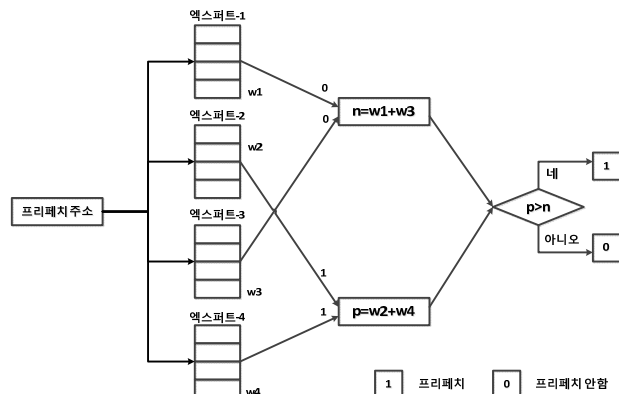 엑스퍼트-1
w1
엑스퍼트-2
w2
엑스퍼트-3
w3
엑스퍼트-4
w4
프리페치주소
0
0
n=w1+w3
1
1
p=w2+w4
p>n
네
1
아니오
0
1 프리페치
0 프리페치 안함